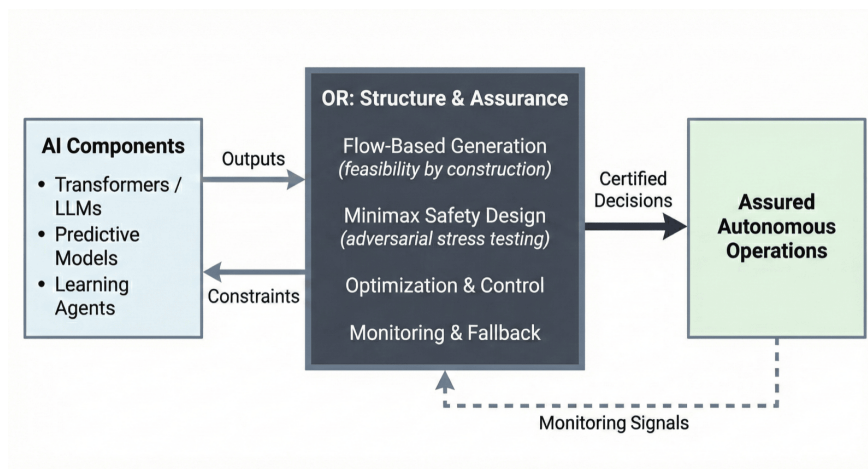 AI Components
• Transformers /
LLMs
• Predictive
Models
• Learning
Agents
Outputs
Constraints
OR: Structure & Assurance
Flow-Based Generation
(feasibility by construction)
Minimax Safety Design
(adversarial stress testing)
Optimization & Control
Monitoring & Fallback
Certified
Decisions
Assured
Autonomous
Operations
Monitoring Signals